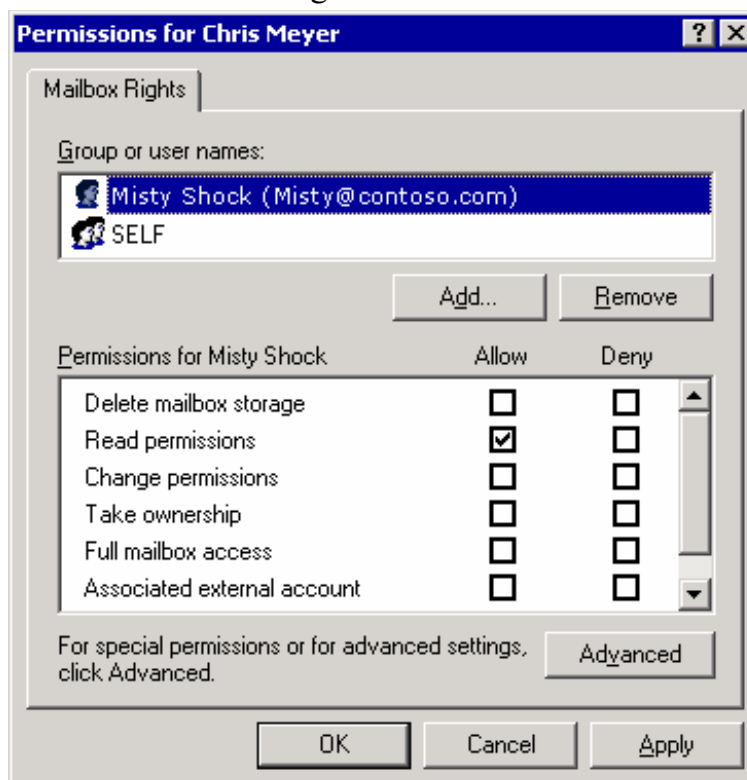 Permissions for Chris Meyer
Mailbox Rights
Group or user names:
Misty Shock (Misty@contoso.com)
SELF
Add... Remove
Permissions for Misty Shock Allow Deny
Delete mailbox storage
Read permissions
Change permissions
Take ownership
Full mailbox access
Associated external account
For special permissions or for advanced settings,
click Advanced.
Advanced
OK Cancel Apply